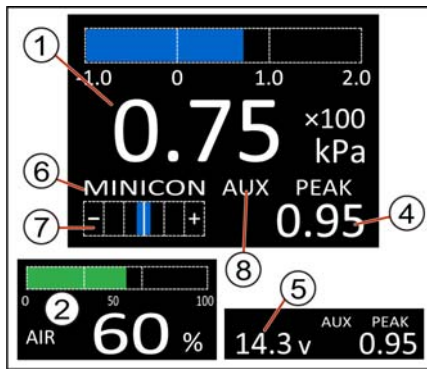 1
-1.0 0 1.0 2.0
0.75 ×100 kPa
6 MINICON AUX PEAK
7 − + 0.95 4
8
2 5
0 50 100
AIR 60 %
AUX PEAK
14.3 v 0.95